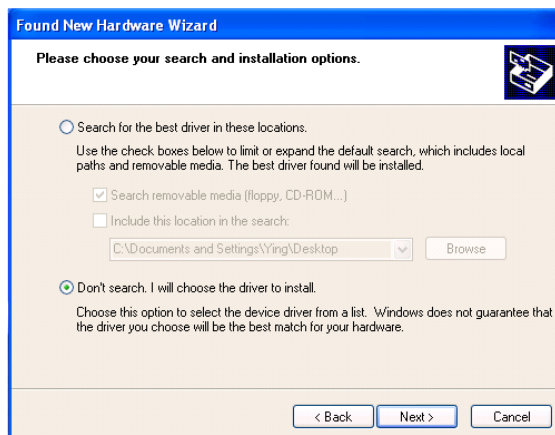 Found New Hardware Wizard
Please choose your search and installation options.
Search for the best driver in these locations.
Use the check boxes below to limit or expand the default search, which includes local
paths and removable media. The best driver found will be installed.
Search removable media (floppy, CD-ROM...)
Include this location in the search:
C:\Documents and Settings\Ying\Desktop
Browse
Don't search. I will choose the driver to install.
Choose this option to select the device driver from a list. Windows does not guarantee that
the driver you choose will be the best match for your hardware.
< Back Next > Cancel